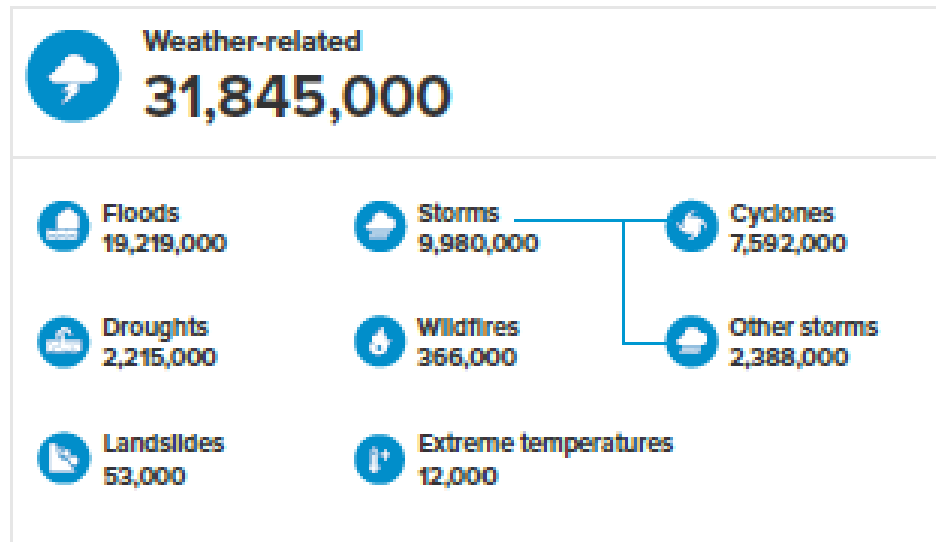 Weather-related
31,845,000
Floods
19,219,000
Storms
9,980,000
Cyclones
7,592,000
Droughts
2,215,000
Wildfires
366,000
Other storms
2,388,000
Landslides
53,000
Extreme temperatures
12,000